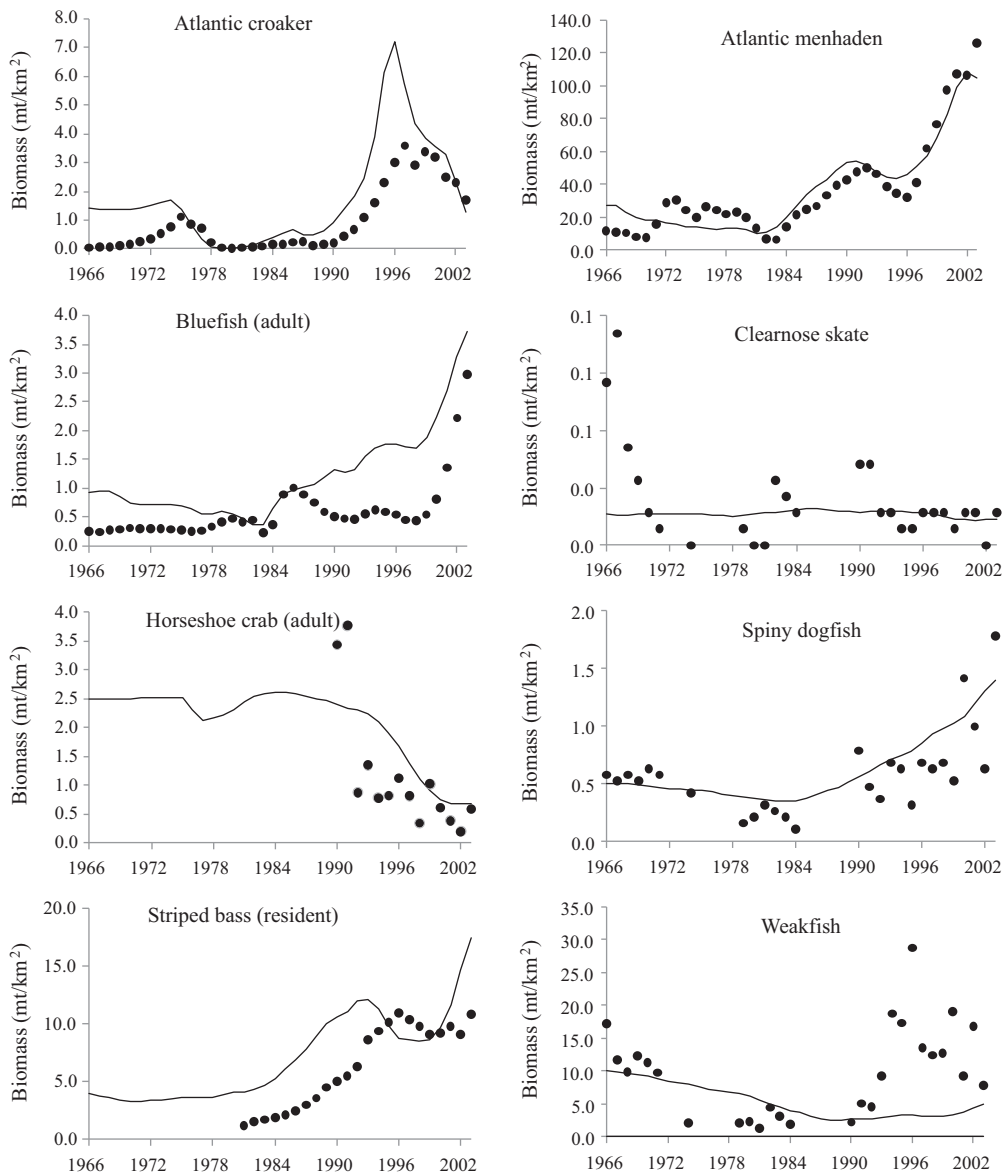 Atlantic croaker
Biomass (mt/km²)
8.0
7.0
6.0
5.0
4.0
3.0
2.0
1.0
0.0
1966 1972 1978 1984 1990 1996 2003
Atlantic menhaden
Biomass (mt/km²)
140.0
120.0
100.0
80.0
60.0
40.0
20.0
0.0
1966 1972 1978 1984 1990 1996 2002
Bluefish (adult)
Biomass (mt/km²)
4.0
3.5
3.0
2.5
2.0
1.5
1.0
0.5
0.0
1966 1972 1978 1984 1990 1996 2002
Clearnose skate
Biomass (mt/km²)
0.1
0.1
0.1
0.0
0.0
1966 1972 1978 1984 1990 1996 2002
Horseshoe crab (adult)
Biomass (mt/km²)
4.0
3.5
3.0
2.5
2.0
1.5
1.0
0.5
0.0
1966 1972 1978 1984 1990 1996 2002
Spiny dogfish
Biomass (mt/km²)
2.0
1.5
1.0
0.5
0.0
1966 1972 1978 1984 1990 1996 2002
Striped bass (resident)
Biomass (mt/km²)
20.0
15.0
10.0
5.0
0.0
1966 1972 1978 1984 1990 1996 2002
Weakfish
Biomass (mt/km²)
35.0
30.0
25.0
20.0
15.0
10.0
5.0
0.0
1966 1972 1978 1984 1990 1996 2002